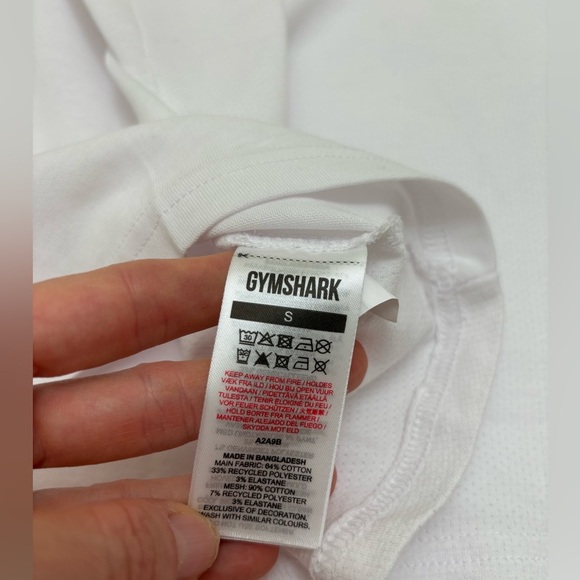 GYMSHARK
S
30
KEEP AWAY FROM FIRE / HOLDES
VÆK FRA ILD / HOU BIJ OPEN VUUR
VANDAAN / PIDETTÄVÄ ETÄÄLLÄ
TULESTA / TENIR ÉLOIGNÉ DU FEU /
VOR FEUER SCHÜTZEN /
HOLD BORTE FRA FLAMMER /
MANTENER ALEJADO DEL FUEGO /
SKYDDA MOT ELD
A2A9B
MADE IN BANGLADESH
MAIN FABRIC: 64% COTTON
33% RECYCLED POLYESTER
3% ELASTANE
MESH: 90% COTTON
7% RECYCLED POLYESTER
3% ELASTANE
EXCLUSIVE OF DECORATION.
WASH WITH SIMILAR COLOURS.